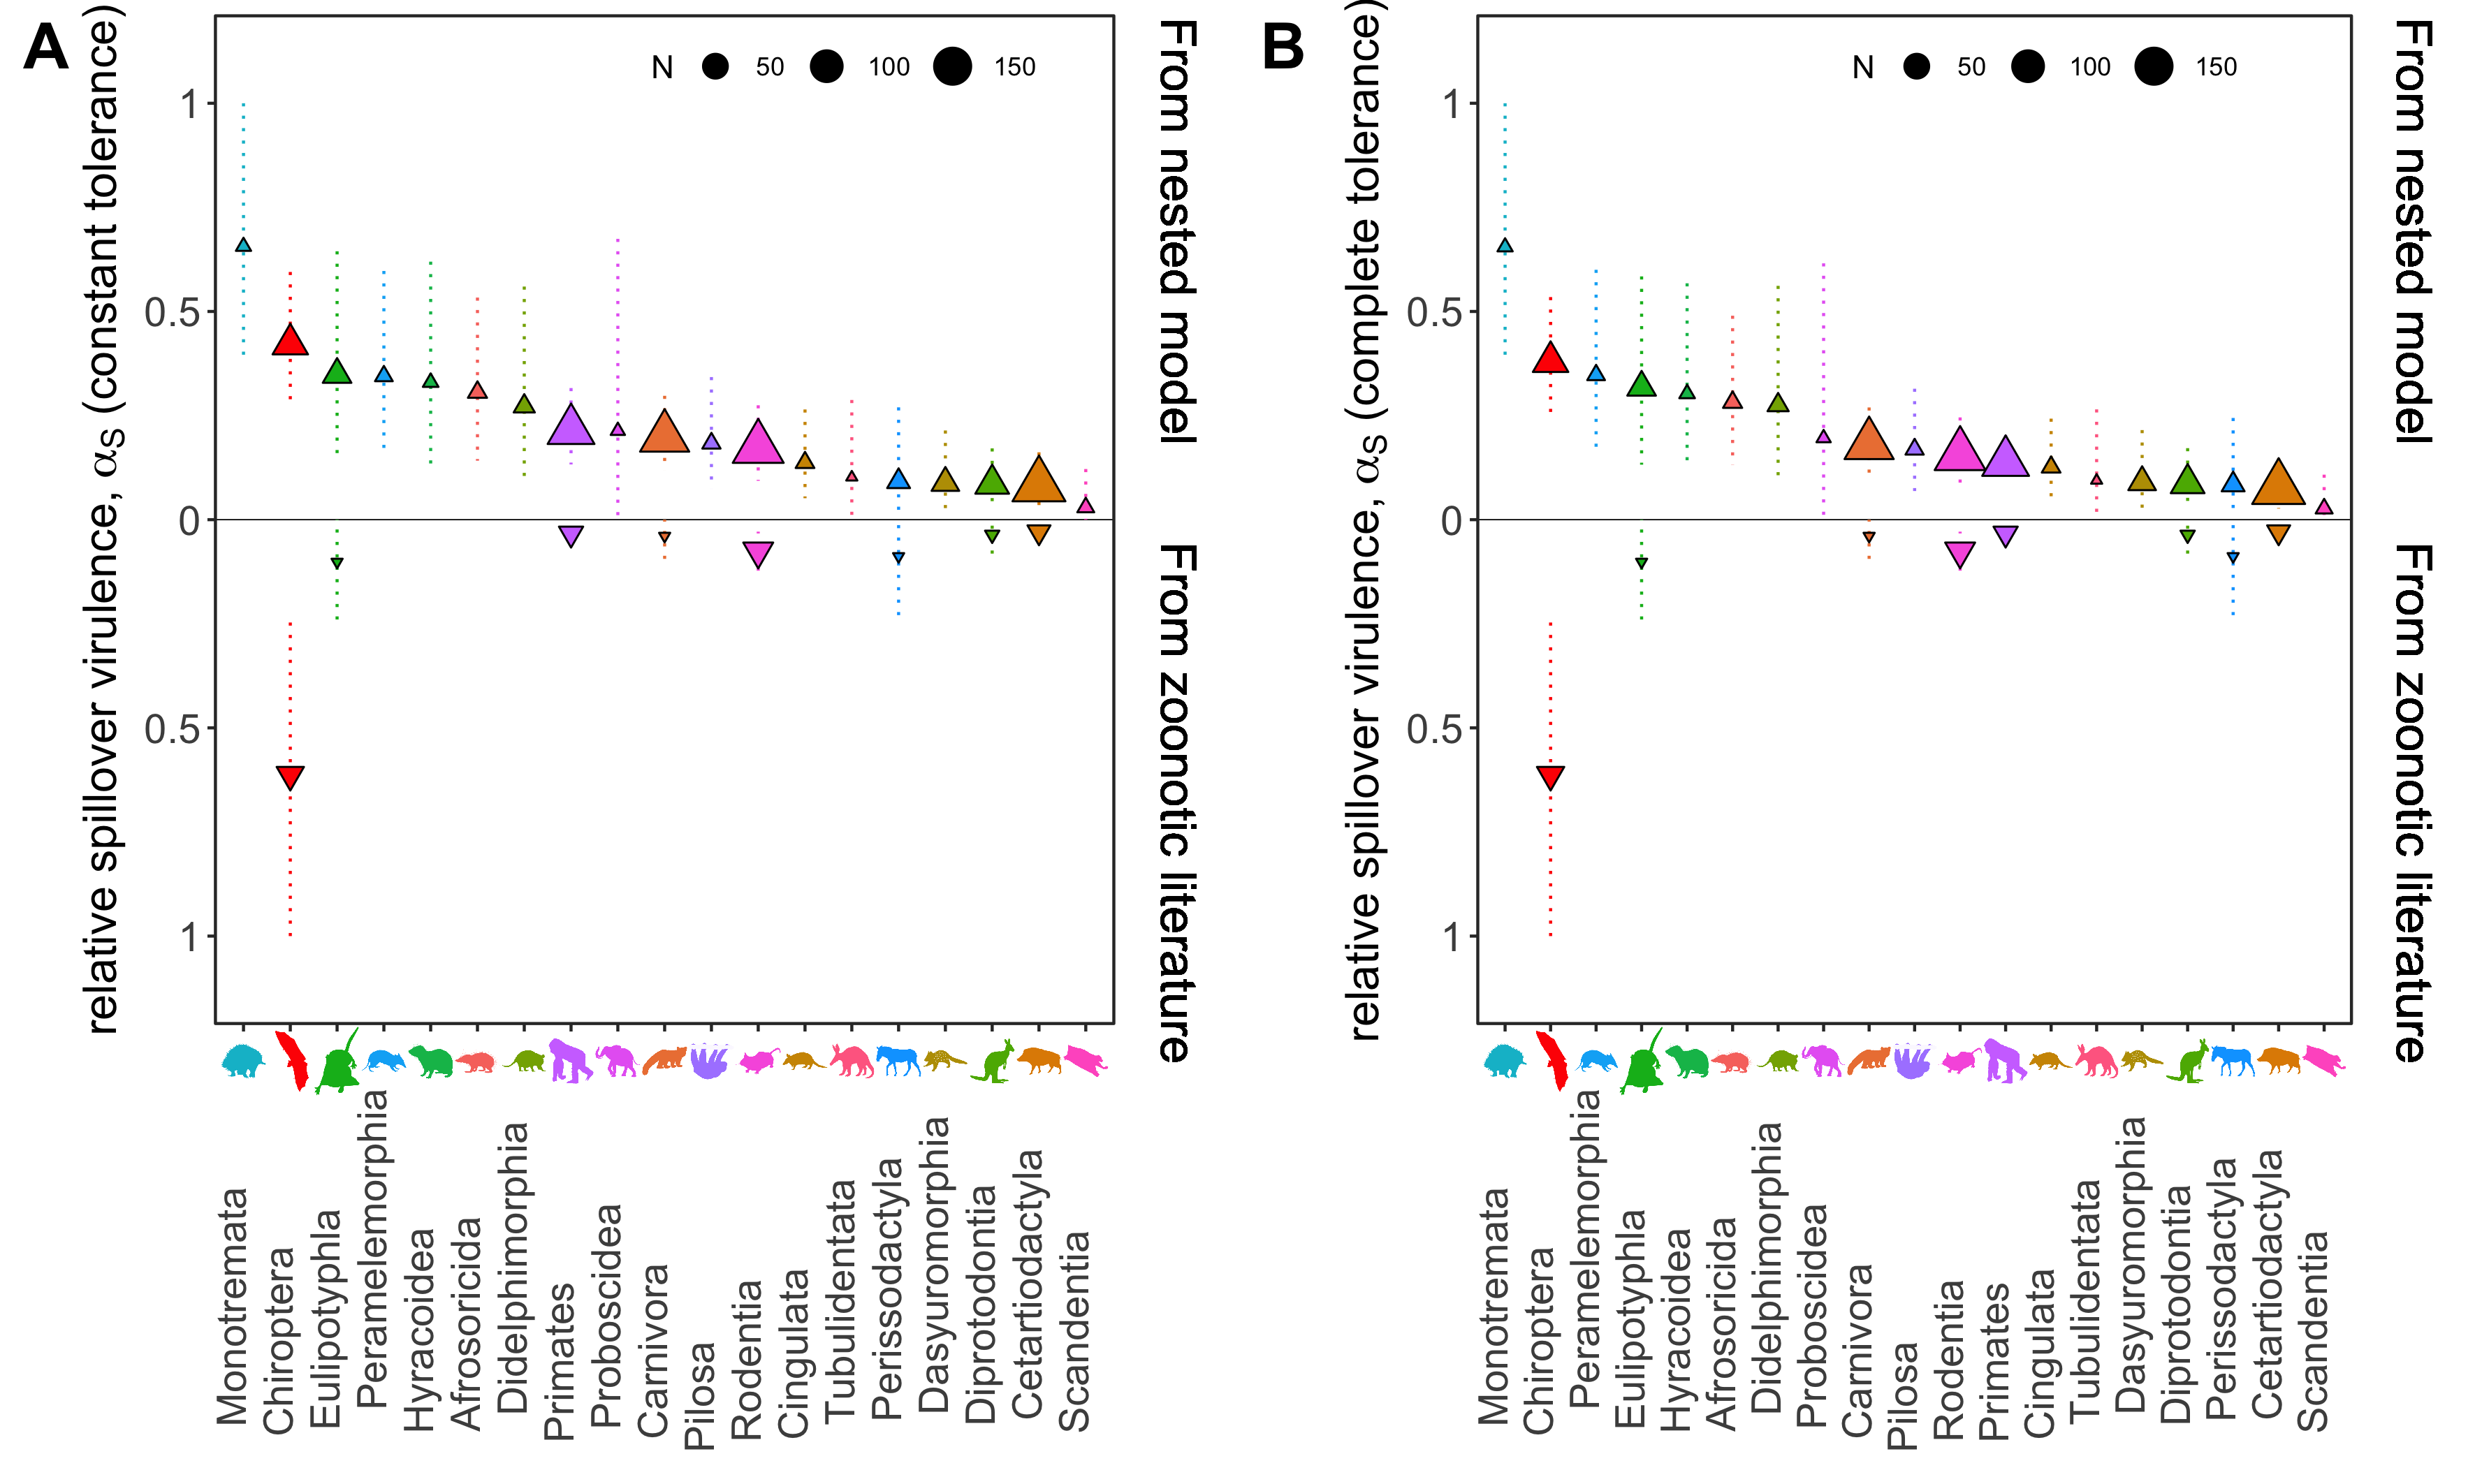 A
relative spillover virulence, αS (constant tolerance)
N 50 100 150
1
0.5
0
0.5
1
From nested model
From zoonotic literature
Monotremata
Chiroptera
Eulipotyphla
Peramelemorphia
Hyracoidea
Afrosoricida
Didelphimorphia
Primates
Proboscidea
Carnivora
Pilosa
Rodentia
Cingulata
Tubulidentata
Perissodactyla
Dasyuromorphia
Diprotodontia
Cetartiodactyla
Scandentia
B
relative spillover virulence, αS (complete tolerance)
N 50 100 150
1
0.5
0
0.5
1
From nested model
From zoonotic literature
Monotremata
Chiroptera
Peramelemorphia
Eulipotyphla
Hyracoidea
Afrosoricida
Didelphimorphia
Proboscidea
Carnivora
Pilosa
Rodentia
Primates
Cingulata
Tubulidentata
Dasyuromorphia
Diprotodontia
Perissodactyla
Cetartiodactyla
Scandentia